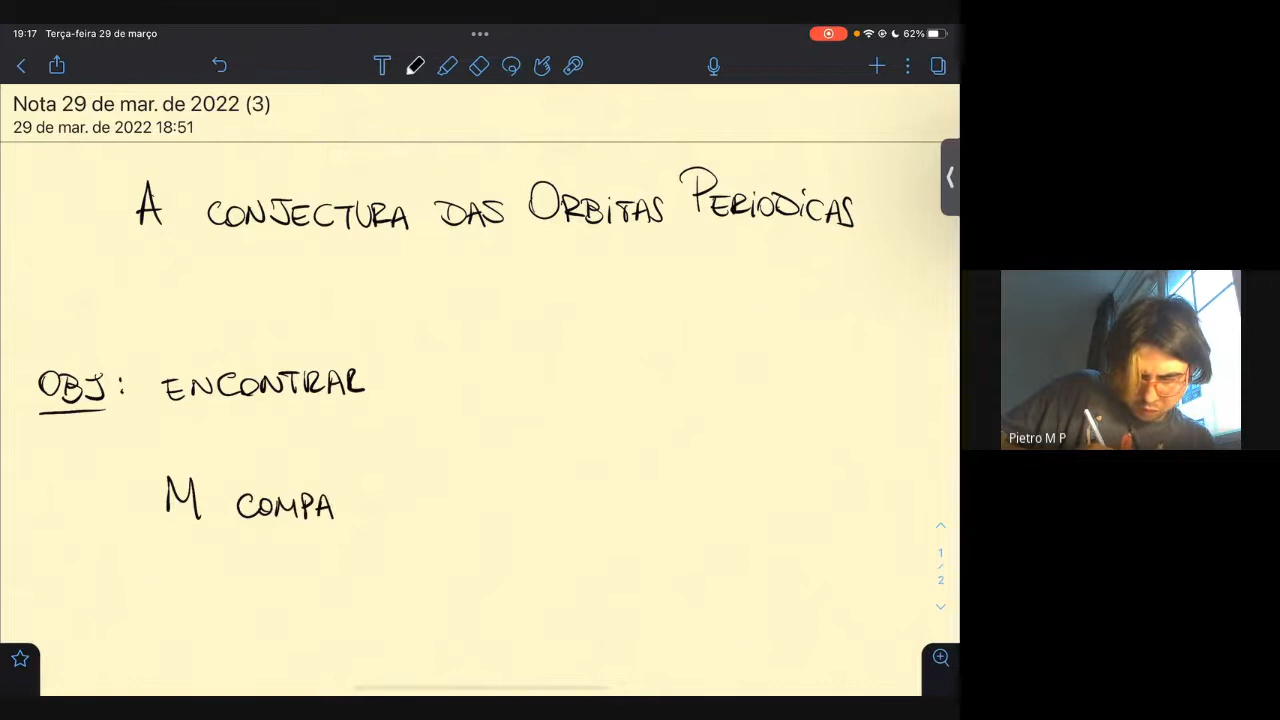 19:17 Terça-feira 29 de março
62%
Nota 29 de mar. de 2022 (3)
29 de mar. de 2022 18:51
A CONJECTURA DAS ORBITAS PERIODICAS
OBJ: ENCONTRAR
M COMPA
1
2
Pietro M P